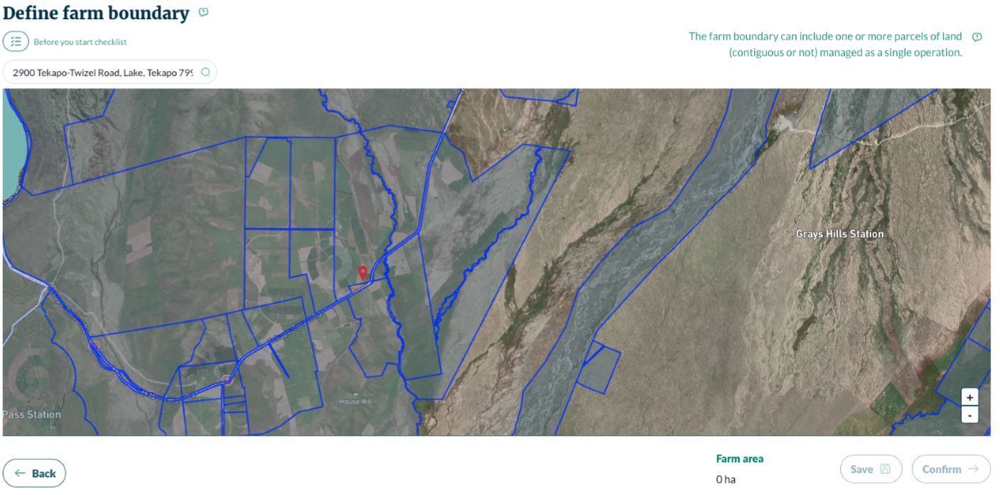 Define farm boundary
Before you start checklist
The farm boundary can include one or more parcels of land
(contiguous or not) managed as a single operation.
2900 Tekapo-Twizel Road, Lake, Tekapo 799
Grays Hills Station
House Hill
Pass Station
+
-
← Back
Farm area
0 ha
Save
Confirm →